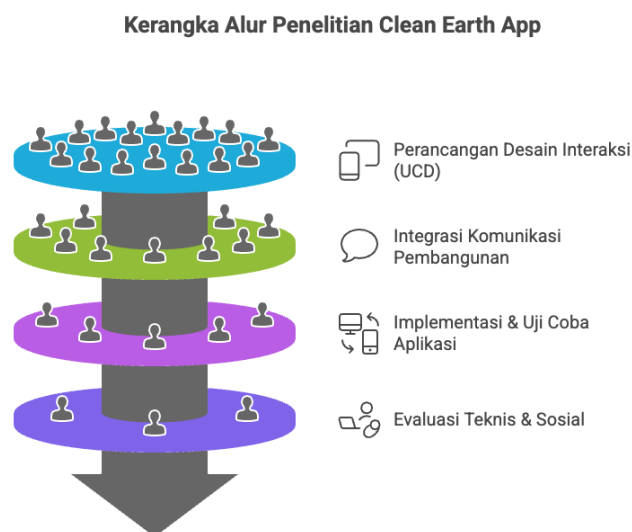 Kerangka Alur Penelitian Clean Earth App
Perancangan Desain Interaksi
(UCD)
Integrasi Komunikasi
Pembangunan
Implementasi & Uji Coba
Aplikasi
Evaluasi Teknis & Sosial